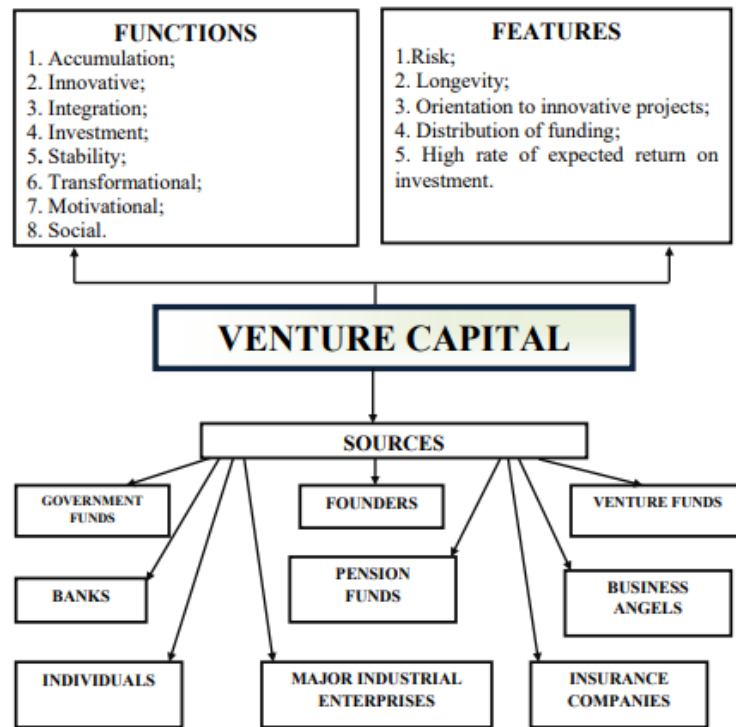 FUNCTIONS
1. Accumulation;
2. Innovative;
3. Integration;
4. Investment;
5. Stability;
6. Transformational;
7. Motivational;
8. Social.
FEATURES
1.Risk;
2. Longevity;
3. Orientation to innovative projects;
4. Distribution of funding;
5. High rate of expected return on
investment.
VENTURE CAPITAL
SOURCES
GOVERNMENT
FUNDS
FOUNDERS
VENTURE FUNDS
BANKS
PENSION
FUNDS
BUSINESS
ANGELS
INDIVIDUALS
MAJOR INDUSTRIAL
ENTERPRISES
INSURANCE
COMPANIES